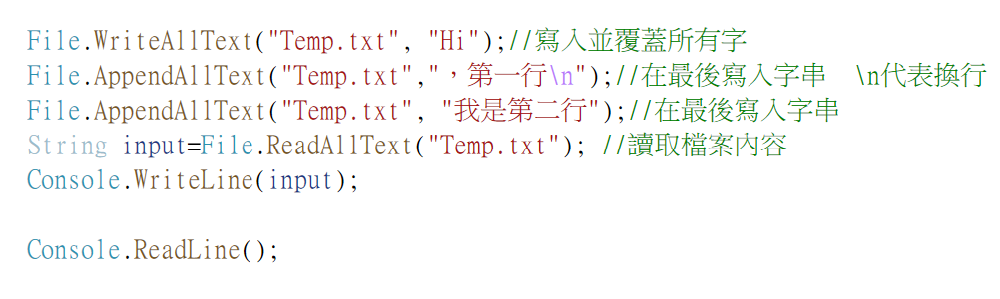 File.WriteAllText("Temp.txt", "Hi");//寫入並覆蓋所有字
File.AppendAllText("Temp.txt","，第一行\n");//在最後寫入字串  \n代表換行
File.AppendAllText("Temp.txt", "我是第二行");//在最後寫入字串
String input=File.ReadAllText("Temp.txt"); //讀取檔案內容
Console.WriteLine(input);
Console.ReadLine();